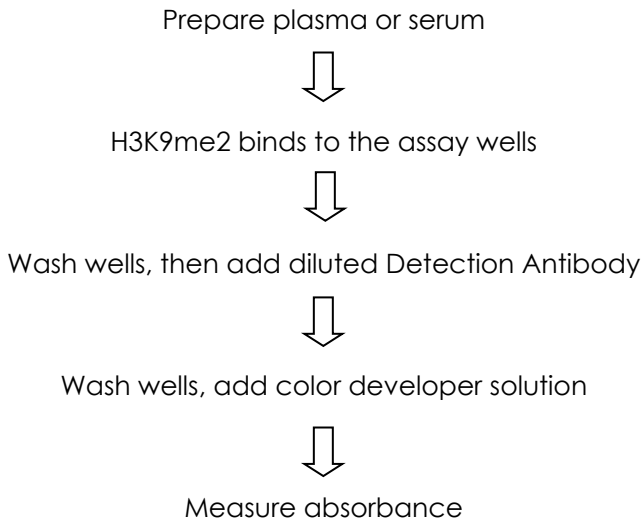 Prepare plasma or serum
H3K9me2 binds to the assay wells
Wash wells, then add diluted Detection Antibody
Wash wells, add color developer solution
Measure absorbance